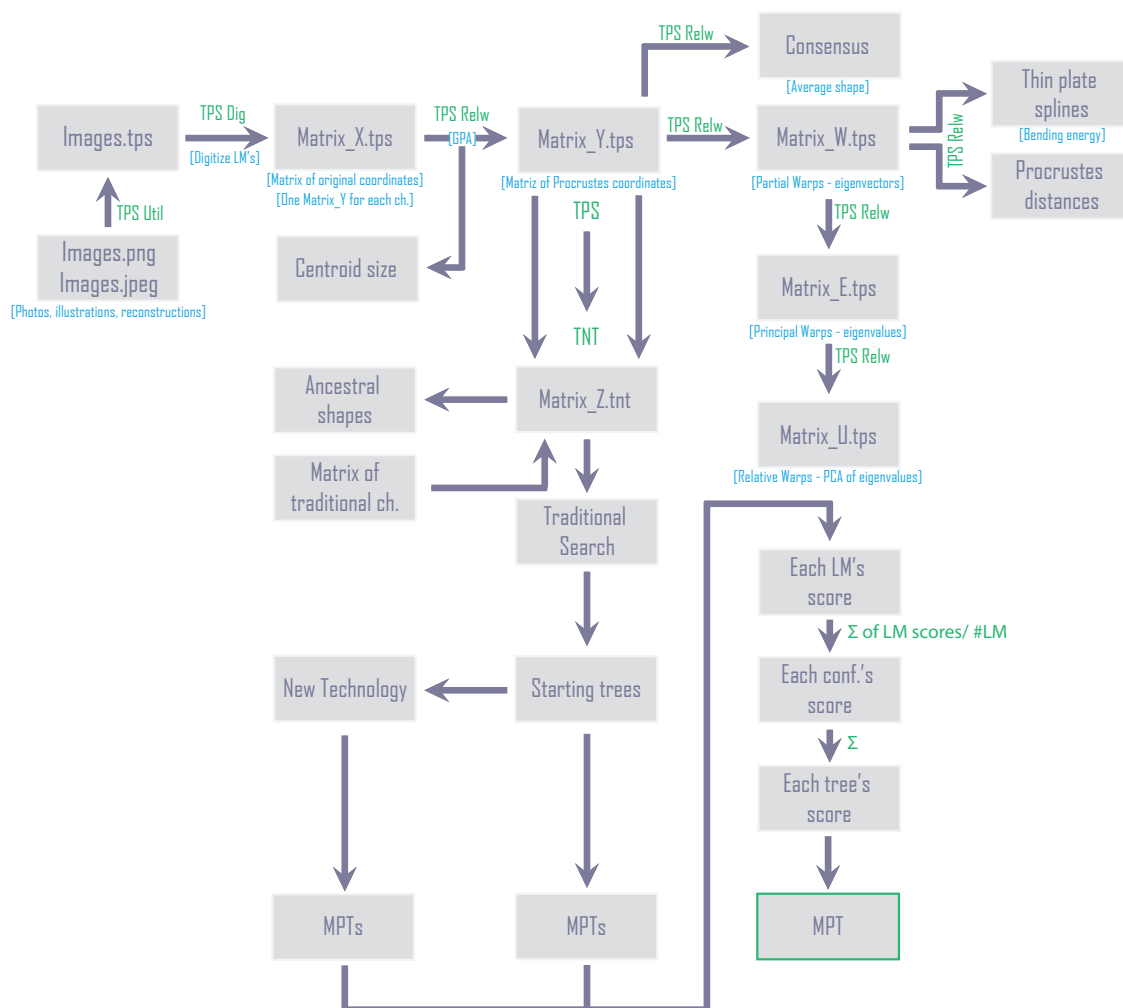 TPS Relw
Consensus
[Average shape]
Thin plate
splines
[Bending energy]
TPS Dig
Images.tps
[Digitize LM's]
Matrix_X.tps
[Matrix of original coordinates]
[One Matrix_Y for each ch.]
TPS Relw
[GPA]
Matrix_Y.tps
[Matriz of Procrustes coordinates]
TPS Relw
Matrix_W.tps
[Partial Warps - eigenvectors]
TPS Relw
Procrustes
distances
TPS Util
Images.png
Images.jpeg
[Photos, illustrations, reconstructions]
Centroid size
TPS
TNT
TPS Relw
Matrix_E.tps
[Principal Warps - eigenvalues]
TPS Relw
Matrix_U.tps
[Relative Warps - PCA of eigenvalues]
Ancestral
shapes
Matrix_Z.tnt
Matrix of
traditional ch.
Traditional
Search
Each LM's
score
Σ of LM scores/ #LM
New Technology
Starting trees
Each conf.'s
score
Σ
Each tree's
score
MPTs
MPTs
MPT